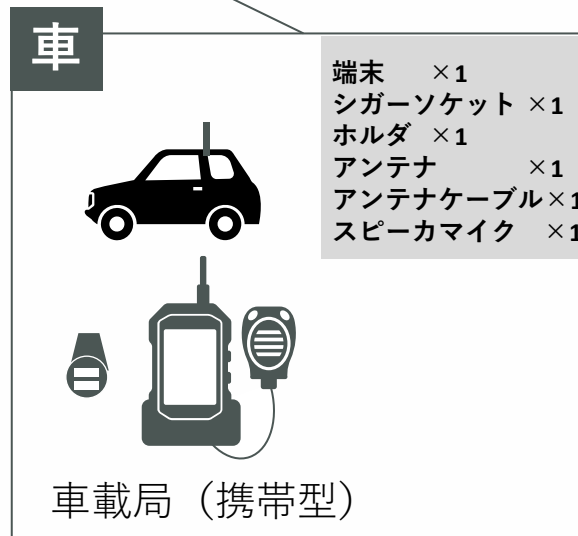 車
端末 ×1
シガーソケット ×1
ホルダ ×1
アンテナ ×1
アンテナケーブル×1
スピーカマイク ×1
車載局（携帯型）